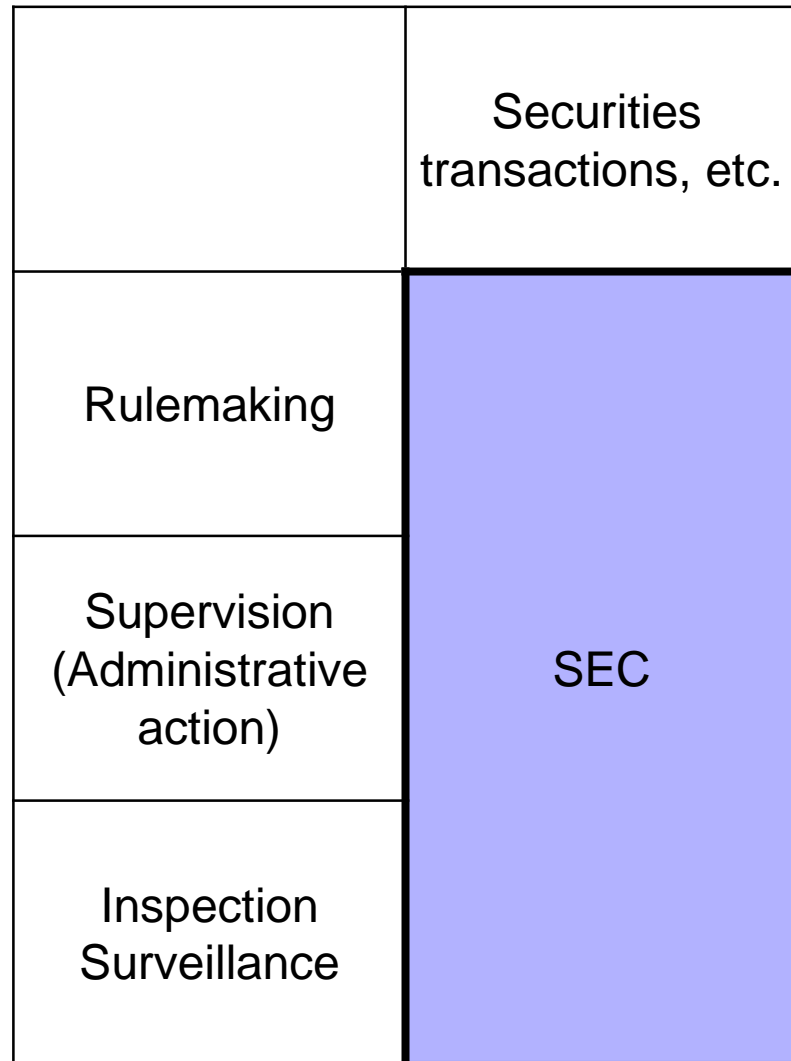 Securities
transactions, etc.
Rulemaking
Supervision
(Administrative
action)
SEC
Inspection
Surveillance